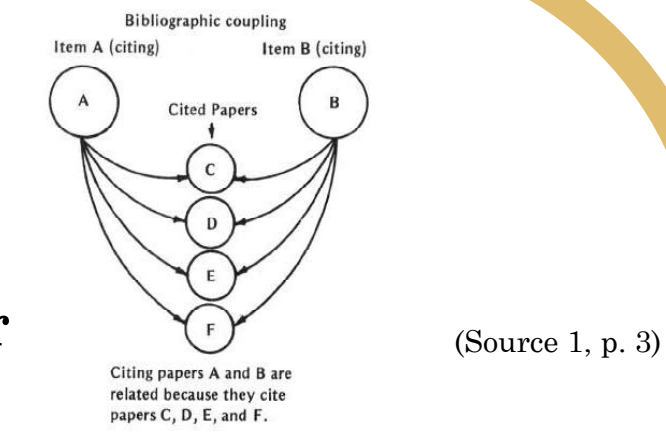 Bibliographic coupling
Item A (citing) Item B (citing)
A
B
Cited Papers
C
D
E
F
(Source 1, p. 3)
Citing papers A and B are
related because they cite
papers C, D, E, and F.